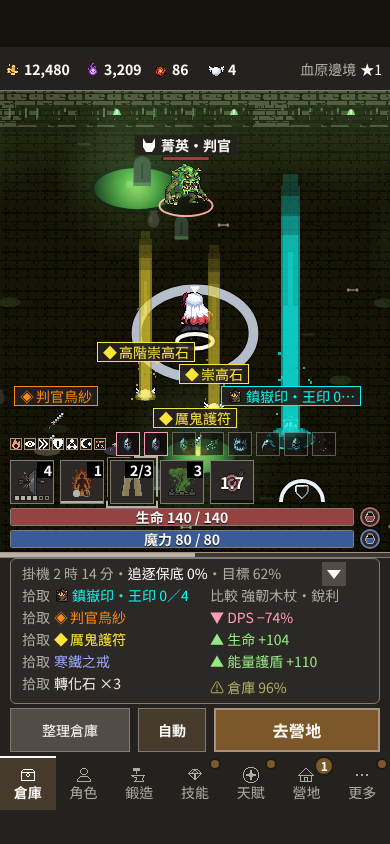 12,480 3,209 86 4 血原邊境 ★1
菁英·判官
高階崇高石
崇高石
判官烏紗
鎮獄印·王印 0…
厲鬼護符
4 1 2/3 3
生命 140 / 140
魔力 80 / 80
掛機 2 時 14 分·追逐保底 0%·目標 62%
拾取 鎮獄印·王印 0／4
比較 強韌木杖·銳利
拾取 判官烏紗
▼ DPS −74%
拾取 厲鬼護符
▲ 生命 +104
拾取 寒鐵之戒
▲ 能量護盾 +110
拾取 轉化石 ×3
⚠ 倉庫 96%
整理倉庫 自動 去營地
1
倉庫 角色 鍛造 技能 天賦 營地 更多